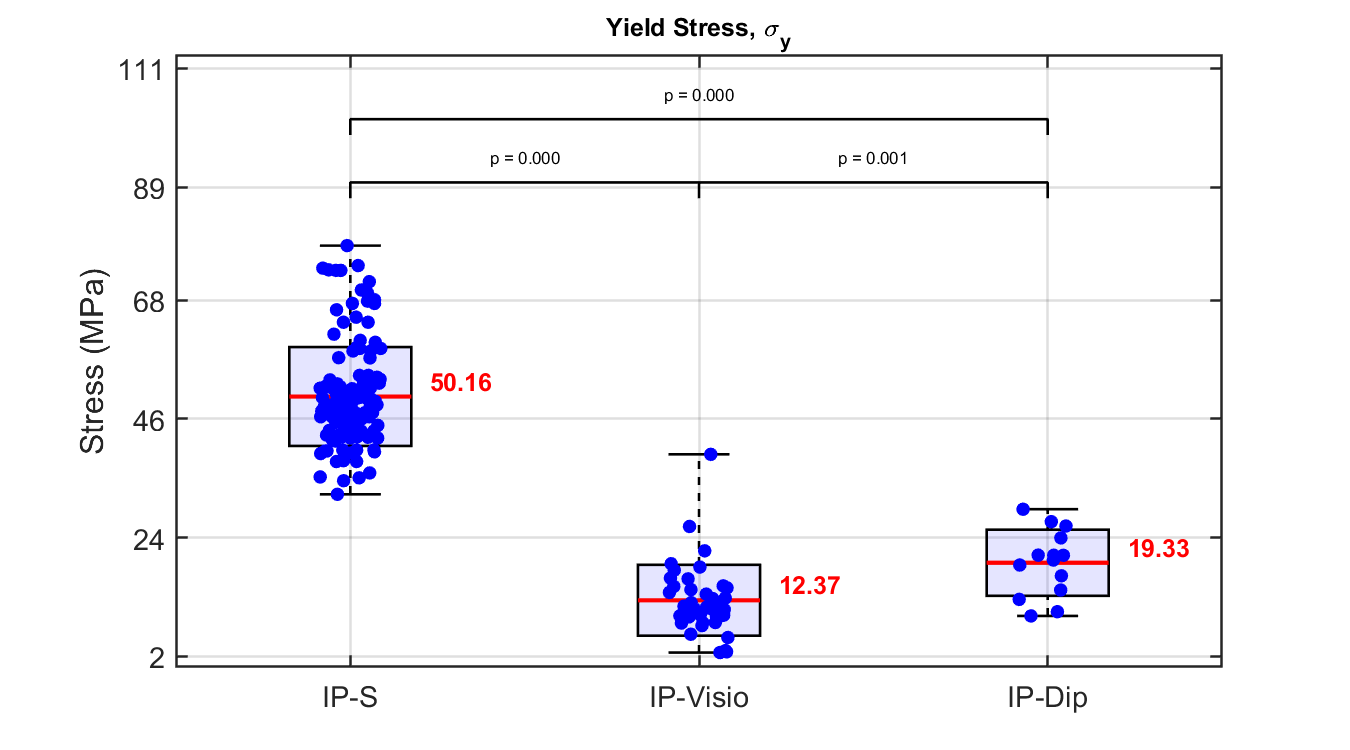 Yield Stress, σy
111
p = 0.000
p = 0.000
p = 0.001
89
68
50.16
46
24
19.33
12.37
2
Stress (MPa)
IP-S
IP-Visio
IP-Dip